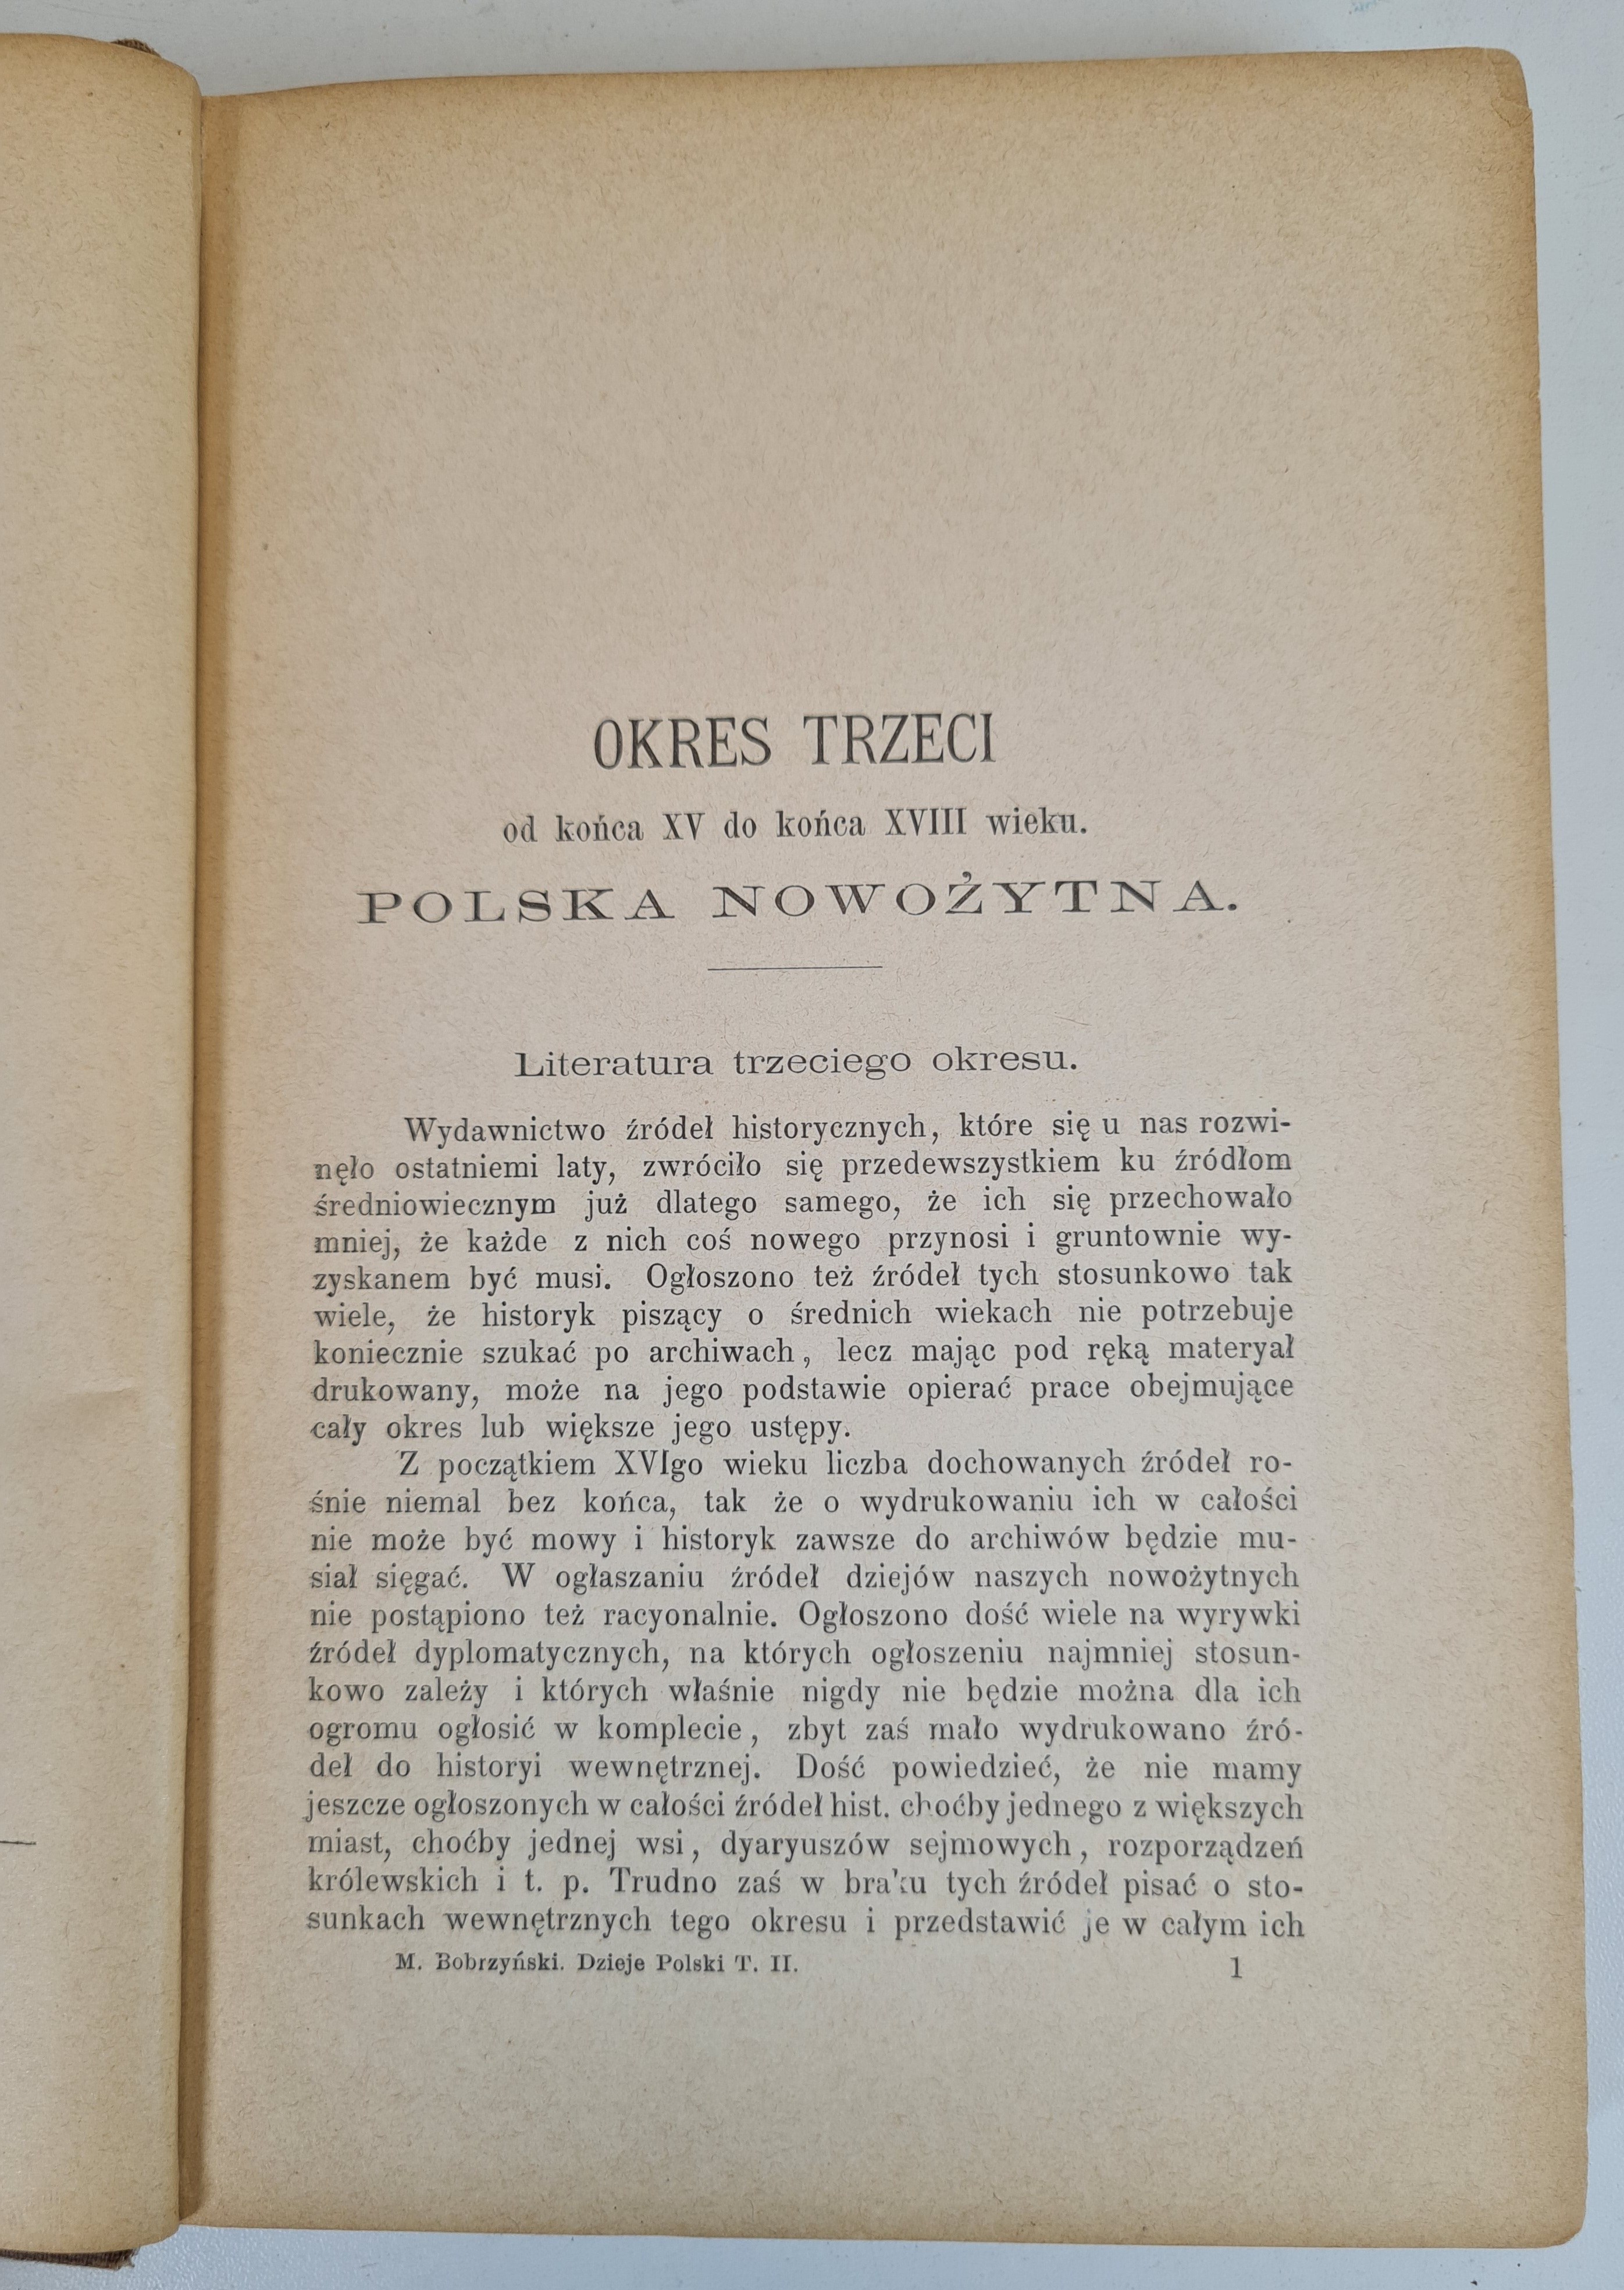 OKRES TRZECI
od końca XV do końca XVIII wieku.
POLSKA NOWOŻYTNA.
Literatura trzeciego okresu.
Wydawnictwo źródeł historycznych, które się u nas rozwi-
nęło ostatniemi laty, zwróciło się przedewszystkiem ku źródłom
średniowiecznym już dlatego samego, że ich się przechowało
mniej, że każde z nich coś nowego przynosi i gruntownie wy-
zyskanem być musi. Ogłoszono też źródeł tych stosunkowo tak
wiele, że historyk piszący o średnich wiekach nie potrzebuje
koniecznie szukać po archiwach, lecz mając pod ręką materyał
drukowany, może na jego podstawie opierać prace obejmujące
cały okres lub większe jego ustępy.
Z początkiem XVIgo wieku liczba dochowanych źródeł ro-
śnie niemal bez końca, tak że o wydrukowaniu ich w całości
nie może być mowy i historyk zawsze do archiwów będzie mu-
siał sięgać. W ogłaszaniu źródeł dziejów naszych nowożytnych
nie postąpiono też racyonalnie. Ogłoszono dość wiele na wyrywki
źródeł dyplomatycznych, na których ogłoszeniu najmniej stosun-
kowo zależy i których właśnie nigdy nie będzie można dla ich
ogromu ogłosić w komplecie, zbyt zaś mało wydrukowano źró-
deł do historyi wewnętrznej. Dość powiedzieć, że nie mamy
jeszcze ogłoszonych w całości źródeł hist. choćby jednego z większych
miast, choćby jednej wsi, dyaryuszów sejmowych, rozporządzeń
królewskich i t. p. Trudno zaś w braku tych źródeł pisać o sto-
sunkach wewnętrznych tego okresu i przedstawić je w całym ich
M. Bobrzyński. Dzieje Polski T. II. 1